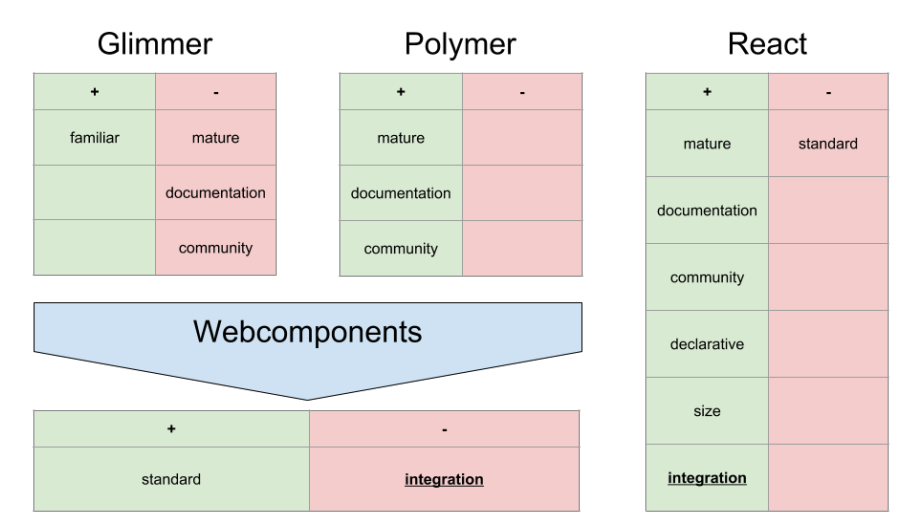 Glimmer
+ -
familiar mature
documentation
community
Polymer
+ -
mature
documentation
community
Webcomponents
+ -
standard integration
React
+ -
mature standard
documentation
community
declarative
size
integration